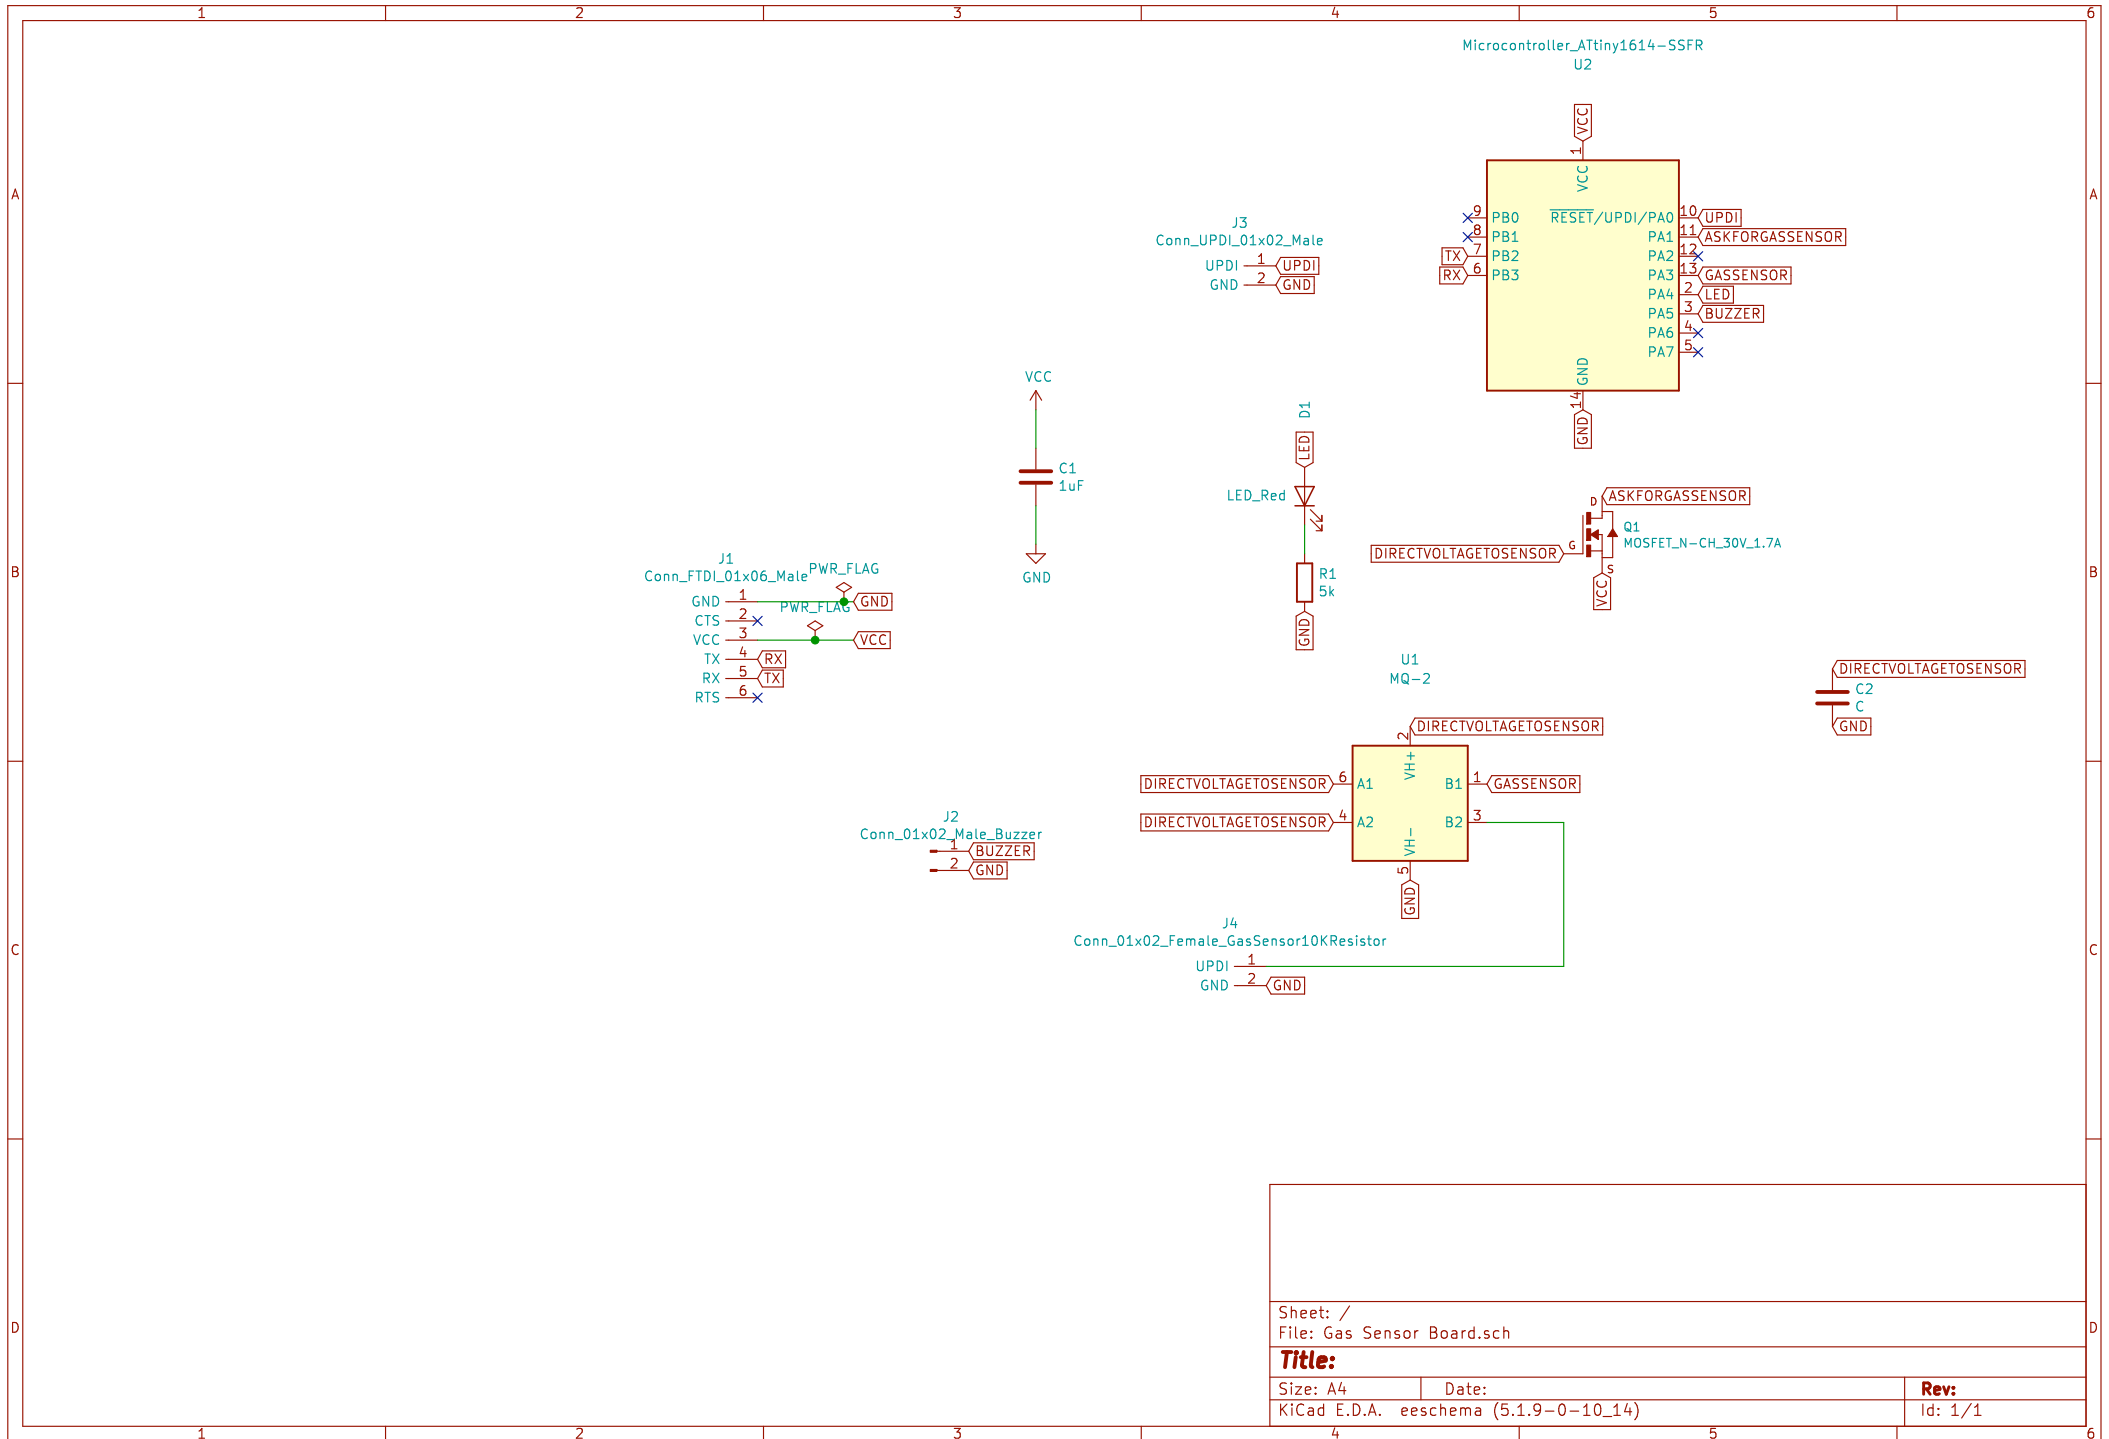 1 2 3 4 5 6
A
B
C
D
A
B
C
D
Microcontroller_ATtiny1614-SSFR
U2
VCC
1
VCC
9 PB0
8 PB1
TX 7 PB2
RX 6 PB3
RESET/UPDI/PA0 10 UPDI
PA1 11 ASKFORGASSENSOR
PA2 12
PA3 13 GASSENSOR
PA4 2 LED
PA5 3 BUZZER
PA6 4
PA7 5
GND
14
GND
J3
Conn_UPDI_01x02_Male
UPDI 1 UPDI
GND 2 GND
VCC
C1
1uF
GND
D1
LED
LED_Red
R1
5k
GND
D ASKFORGASSENSOR
Q1
MOSFET_N-CH_30V_1.7A
DIRECTVOLTAGETOSENSOR G
S
VCC
J1
Conn_FTDI_01x06_Male
PWR_FLAG
GND 1 GND
PWR_FLAG
CTS 2
VCC 3 VCC
TX 4 RX
RX 5 TX
RTS 6
U1
MQ-2
DIRECTVOLTAGETOSENSOR
2
VH+
DIRECTVOLTAGETOSENSOR 6 A1
B1 1 GASSENSOR
DIRECTVOLTAGETOSENSOR 4 A2
B2 3
VH-
5
GND
DIRECTVOLTAGETOSENSOR
C2
C
GND
J2
Conn_01x02_Male_Buzzer
1 BUZZER
2 GND
J4
Conn_01x02_Female_GasSensor10KResistor
UPDI 1
GND 2 GND
Sheet: /
File: Gas Sensor Board.sch
Title:
Size: A4 Date: Rev:
KiCad E.D.A. eeschema (5.1.9-0-10_14) Id: 1/1
1 2 3 4 5 6